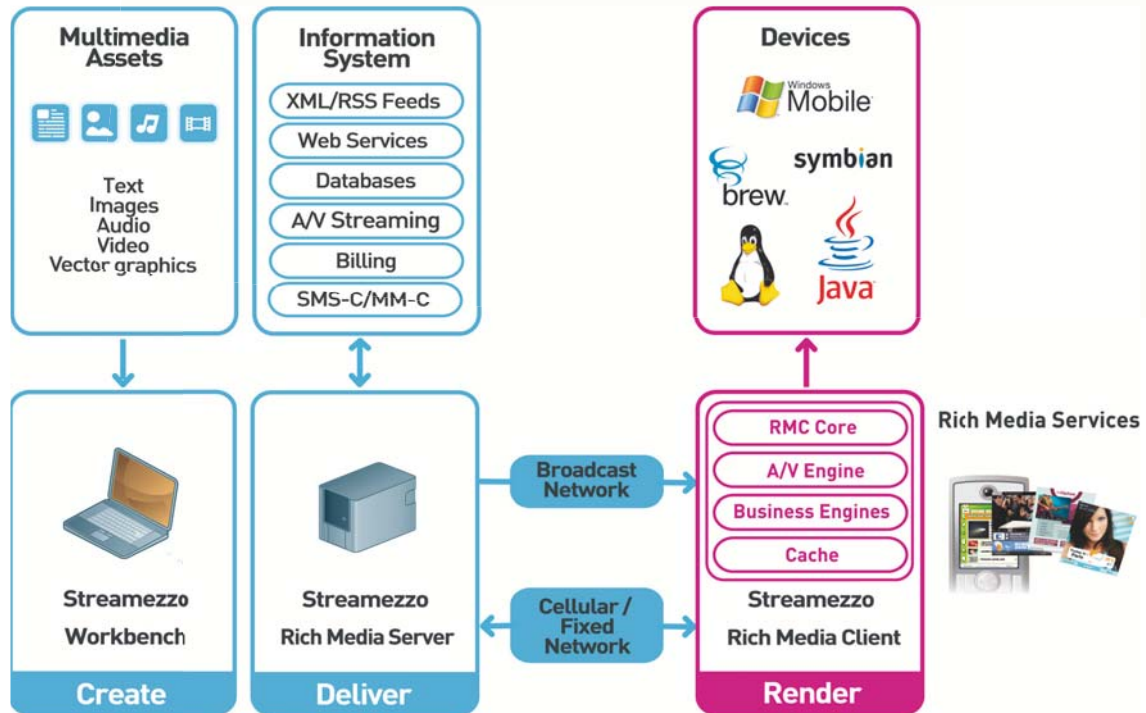 Multimedia
Assets
Text
Images
Audio
Video
Vector graphics
Information
System
XML/RSS Feeds
Web Services
Databases
A/V Streaming
Billing
SMS-C/MM-C
Devices
Windows
Mobile
symbian
brew
Java
Streamezzo
Workbench
Create
Streamezzo
Rich Media Server
Deliver
Broadcast
Network
Cellular /
Fixed
Network
RMC Core
A/V Engine
Business Engines
Cache
Streamezzo
Rich Media Client
Render
Rich Media Services